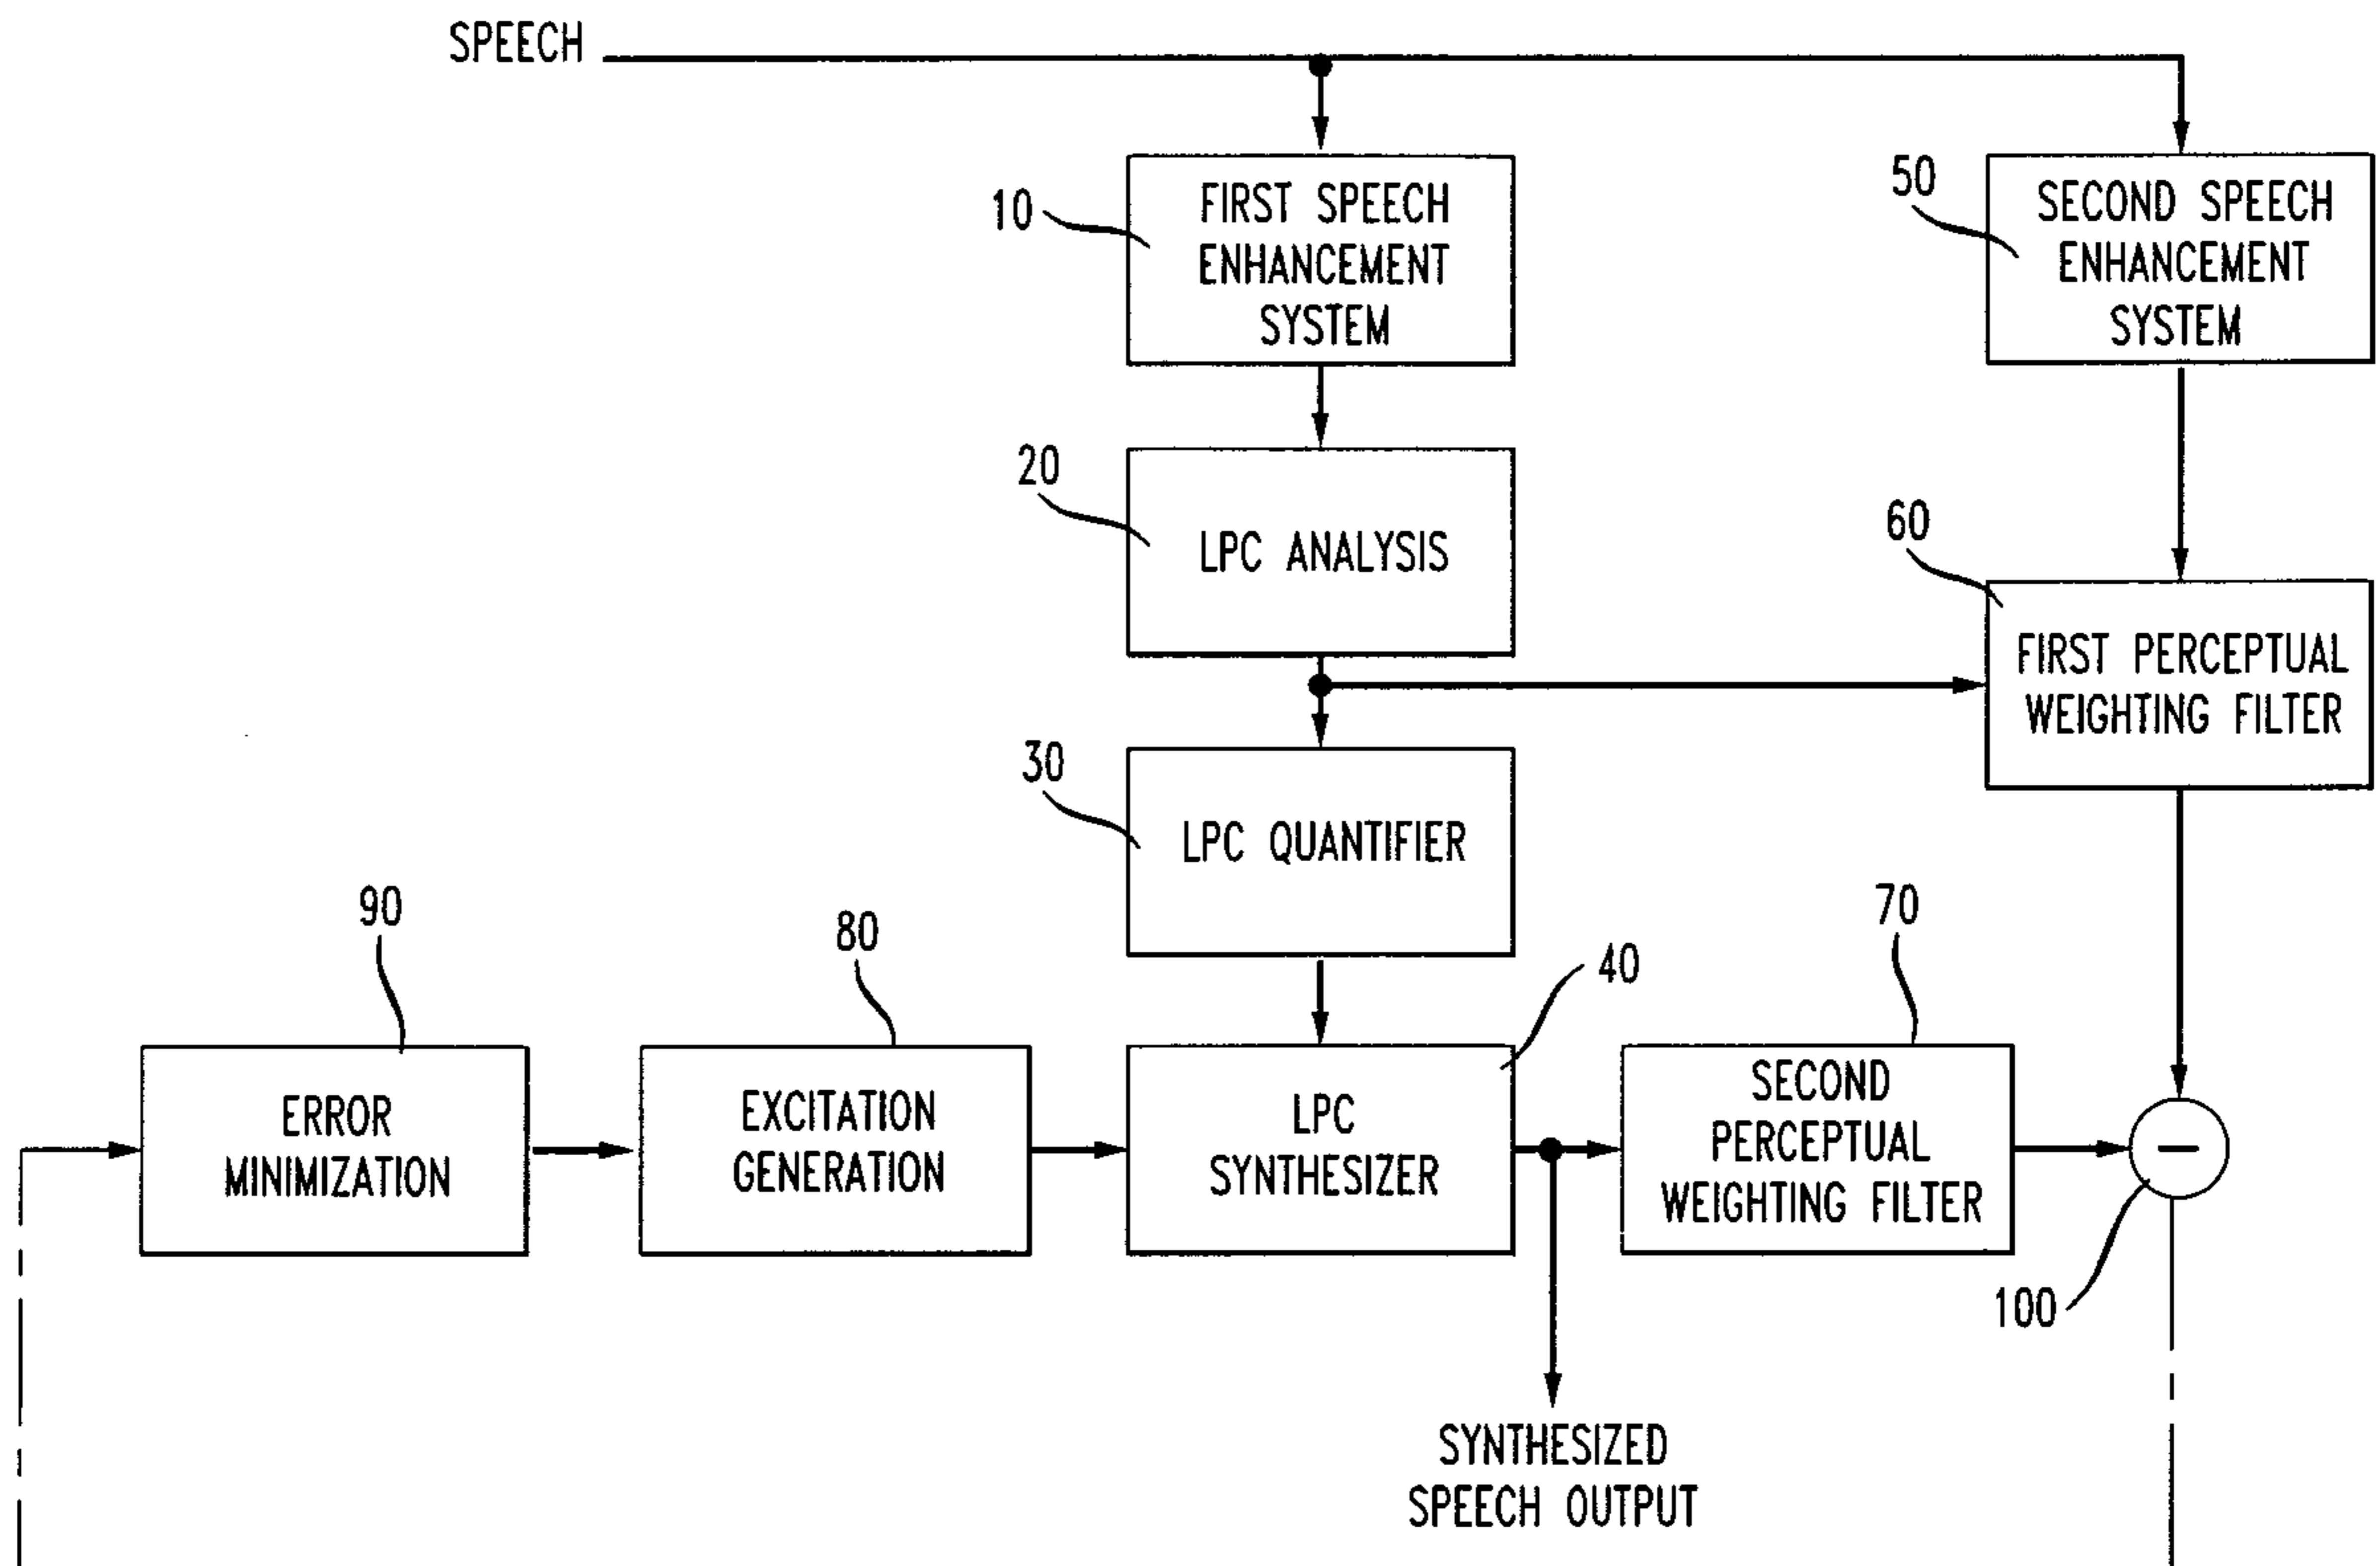 SPEECH
10
FIRST SPEECH
ENHANCEMENT
SYSTEM
50
SECOND SPEECH
ENHANCEMENT
SYSTEM
20
LPC ANALYSIS
60
FIRST PERCEPTUAL
WEIGHTING FILTER
30
LPC QUANTIFIER
90
ERROR
MINIMIZATION
80
EXCITATION
GENERATION
40
LPC
SYNTHESIZER
70
SECOND
PERCEPTUAL
WEIGHTING FILTER
–
100
SYNTHESIZED
SPEECH OUTPUT